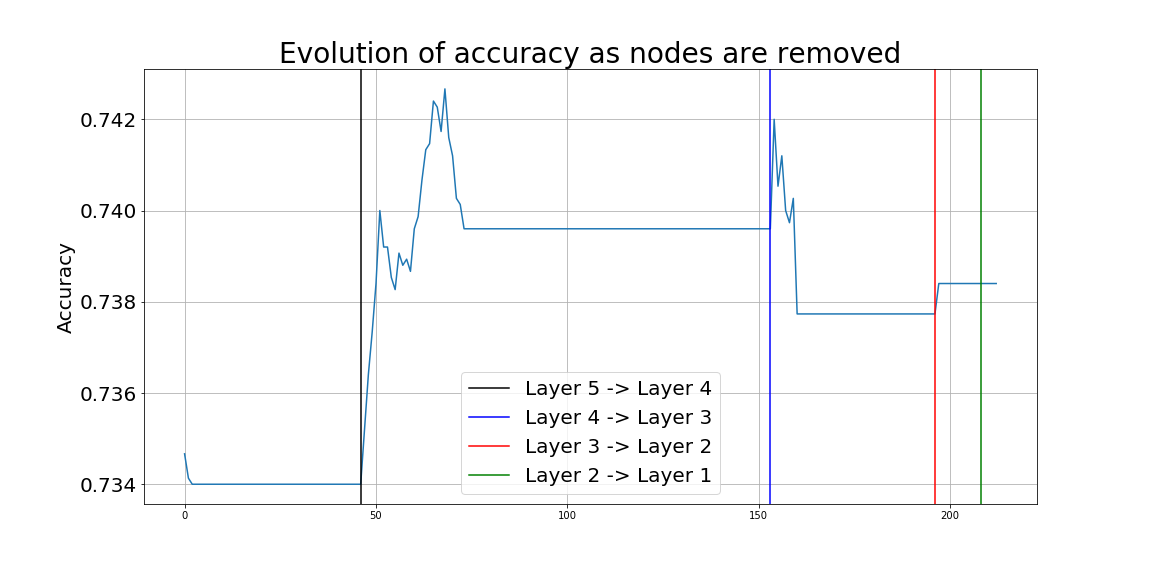 Evolution of accuracy as nodes are removed
Accuracy
0.742
0.740
0.738
0.736
0.734
Layer 5 -> Layer 4
Layer 4 -> Layer 3
Layer 3 -> Layer 2
Layer 2 -> Layer 1
0 50 100 150 200